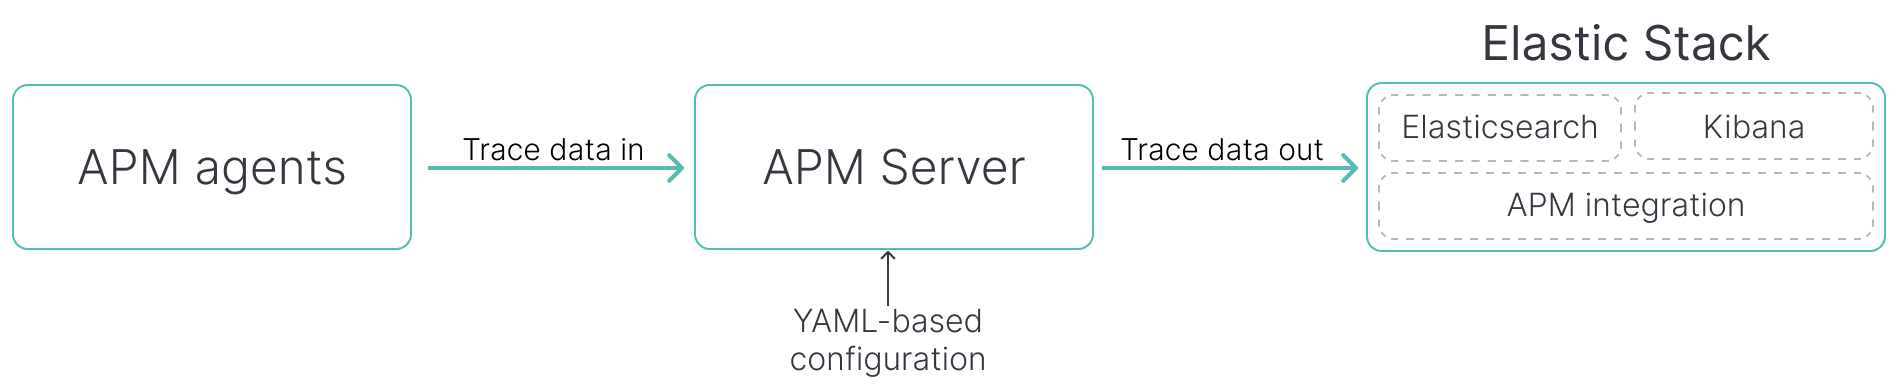 Elastic Stack
APM agents
Trace data in
APM Server
Trace data out
Elasticsearch
Kibana
APM integration
YAML-based
configuration